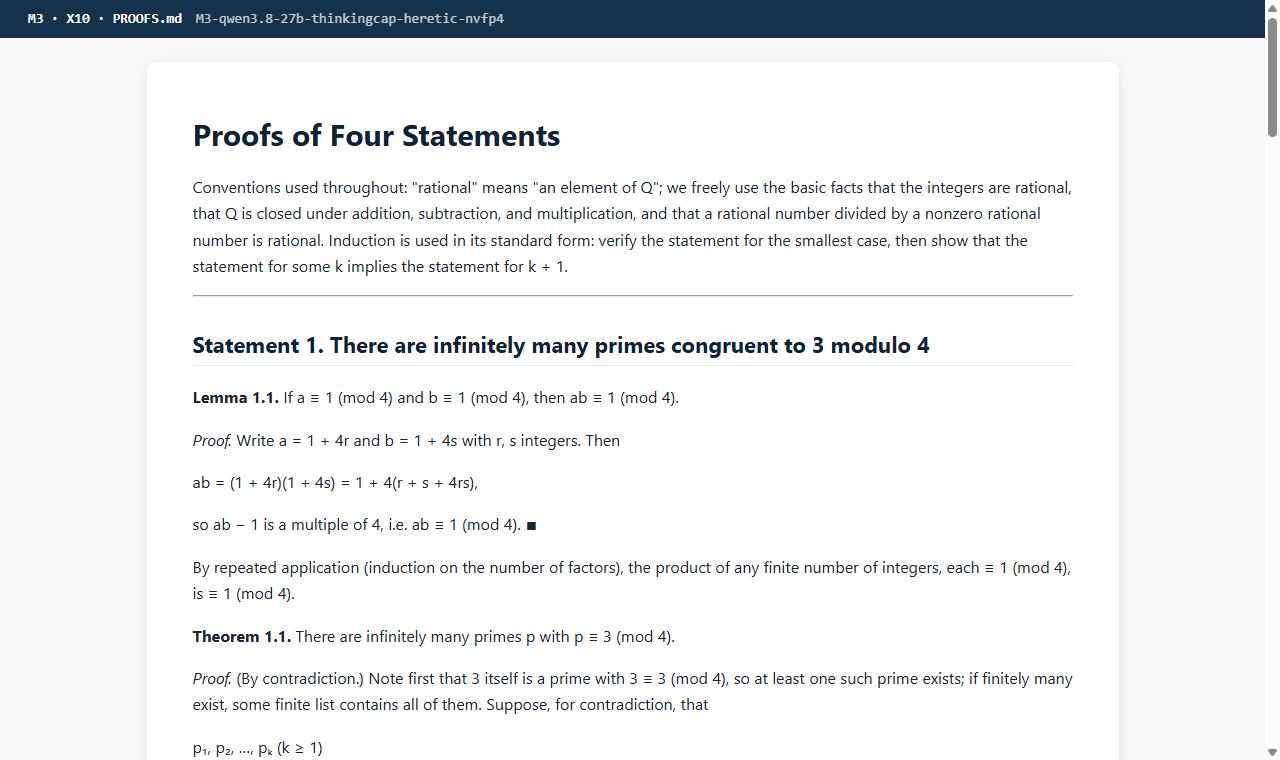 M3 • X10 • PROOFS.md M3-qwen3.8-27b-thinkingcap-heretic-nvfp4
Proofs of Four Statements
Conventions used throughout: "rational" means "an element of Q"; we freely use the basic facts that the integers are rational,
that Q is closed under addition, subtraction, and multiplication, and that a rational number divided by a nonzero rational
number is rational. Induction is used in its standard form: verify the statement for the smallest case, then show that the
statement for some k implies the statement for k + 1.
Statement 1. There are infinitely many primes congruent to 3 modulo 4
Lemma 1.1. If a ≡ 1 (mod 4) and b ≡ 1 (mod 4), then ab ≡ 1 (mod 4).
Proof. Write a = 1 + 4r and b = 1 + 4s with r, s integers. Then
ab = (1 + 4r)(1 + 4s) = 1 + 4(r + s + 4rs),
so ab − 1 is a multiple of 4, i.e. ab ≡ 1 (mod 4). ■
By repeated application (induction on the number of factors), the product of any finite number of integers, each ≡ 1 (mod 4),
is ≡ 1 (mod 4).
Theorem 1.1. There are infinitely many primes p with p ≡ 3 (mod 4).
Proof. (By contradiction.) Note first that 3 itself is a prime with 3 ≡ 3 (mod 4), so at least one such prime exists; if finitely many
exist, some finite list contains all of them. Suppose, for contradiction, that
p₁, p₂, …, pₖ (k ≥ 1)